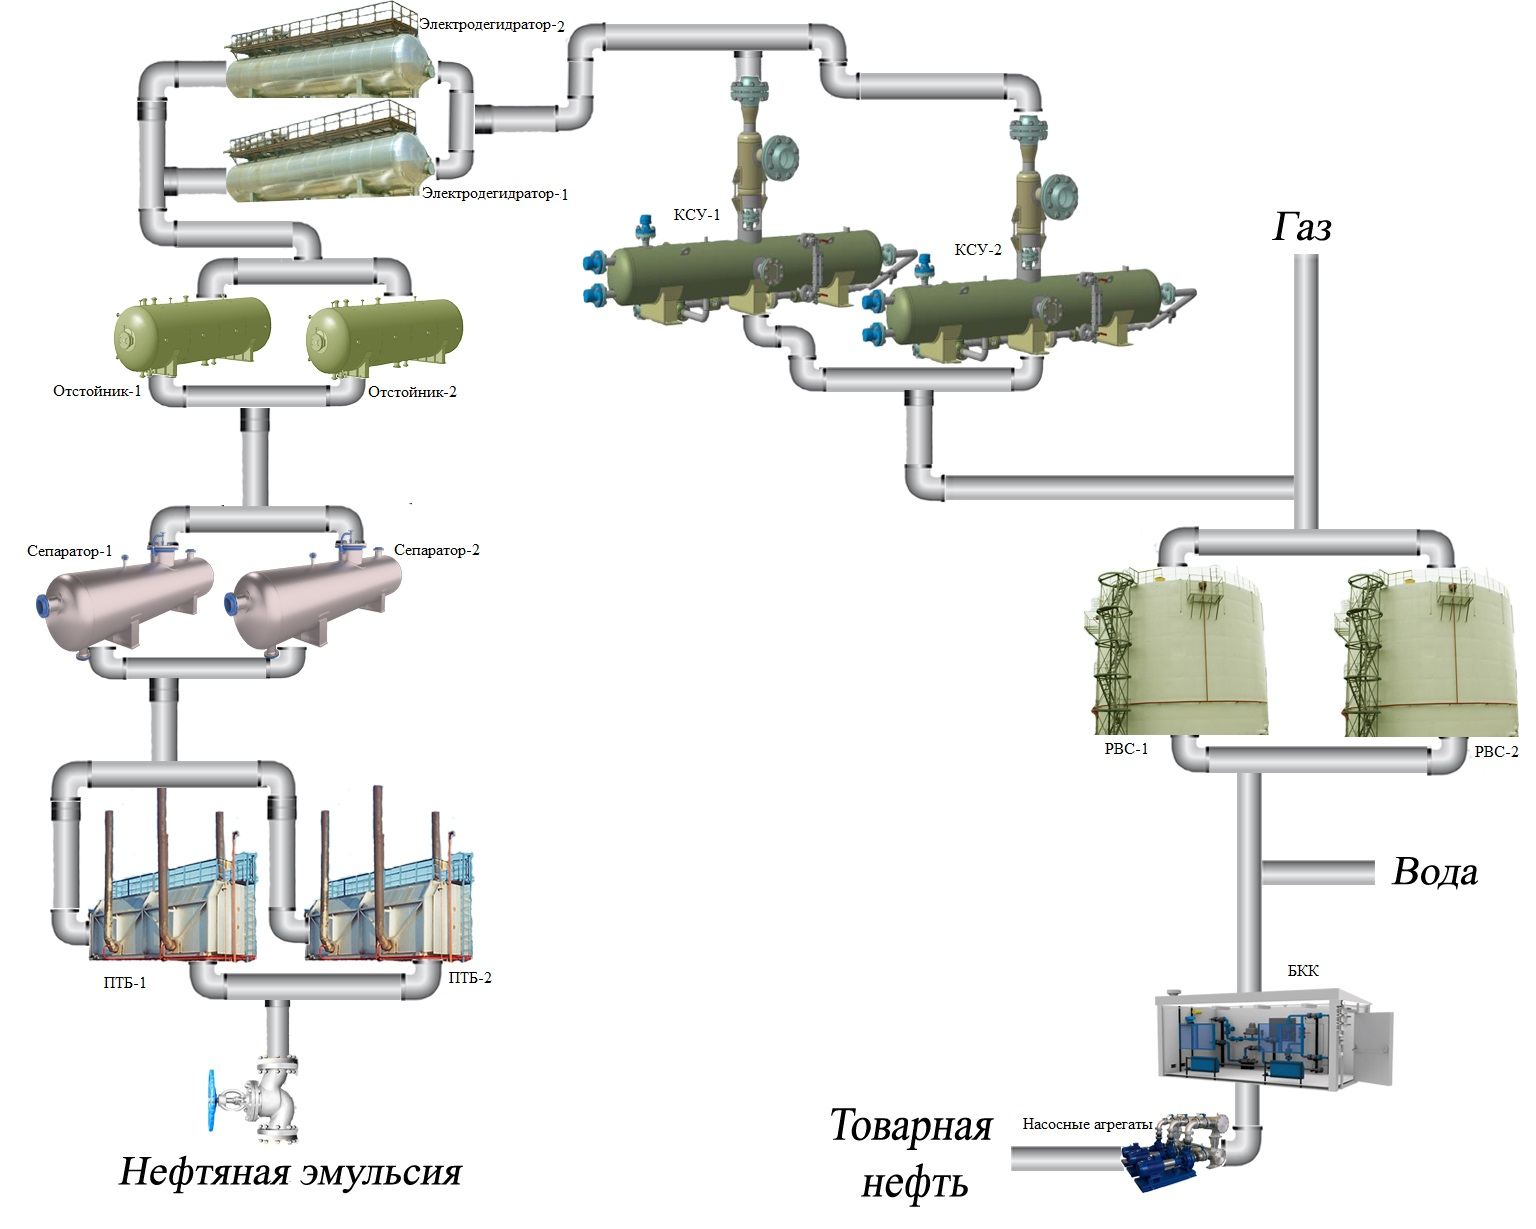 Электродегидратор-2
Электродегидратор-1
КСУ-1
КСУ-2
Газ
Отстойник-1
Отстойник-2
Сепаратор-1
Сепаратор-2
РВС-1
РВС-2
Вода
ПТБ-1
ПТБ-2
БКК
Насосные агрегаты
Товарная
нефть
Нефтяная эмульсия